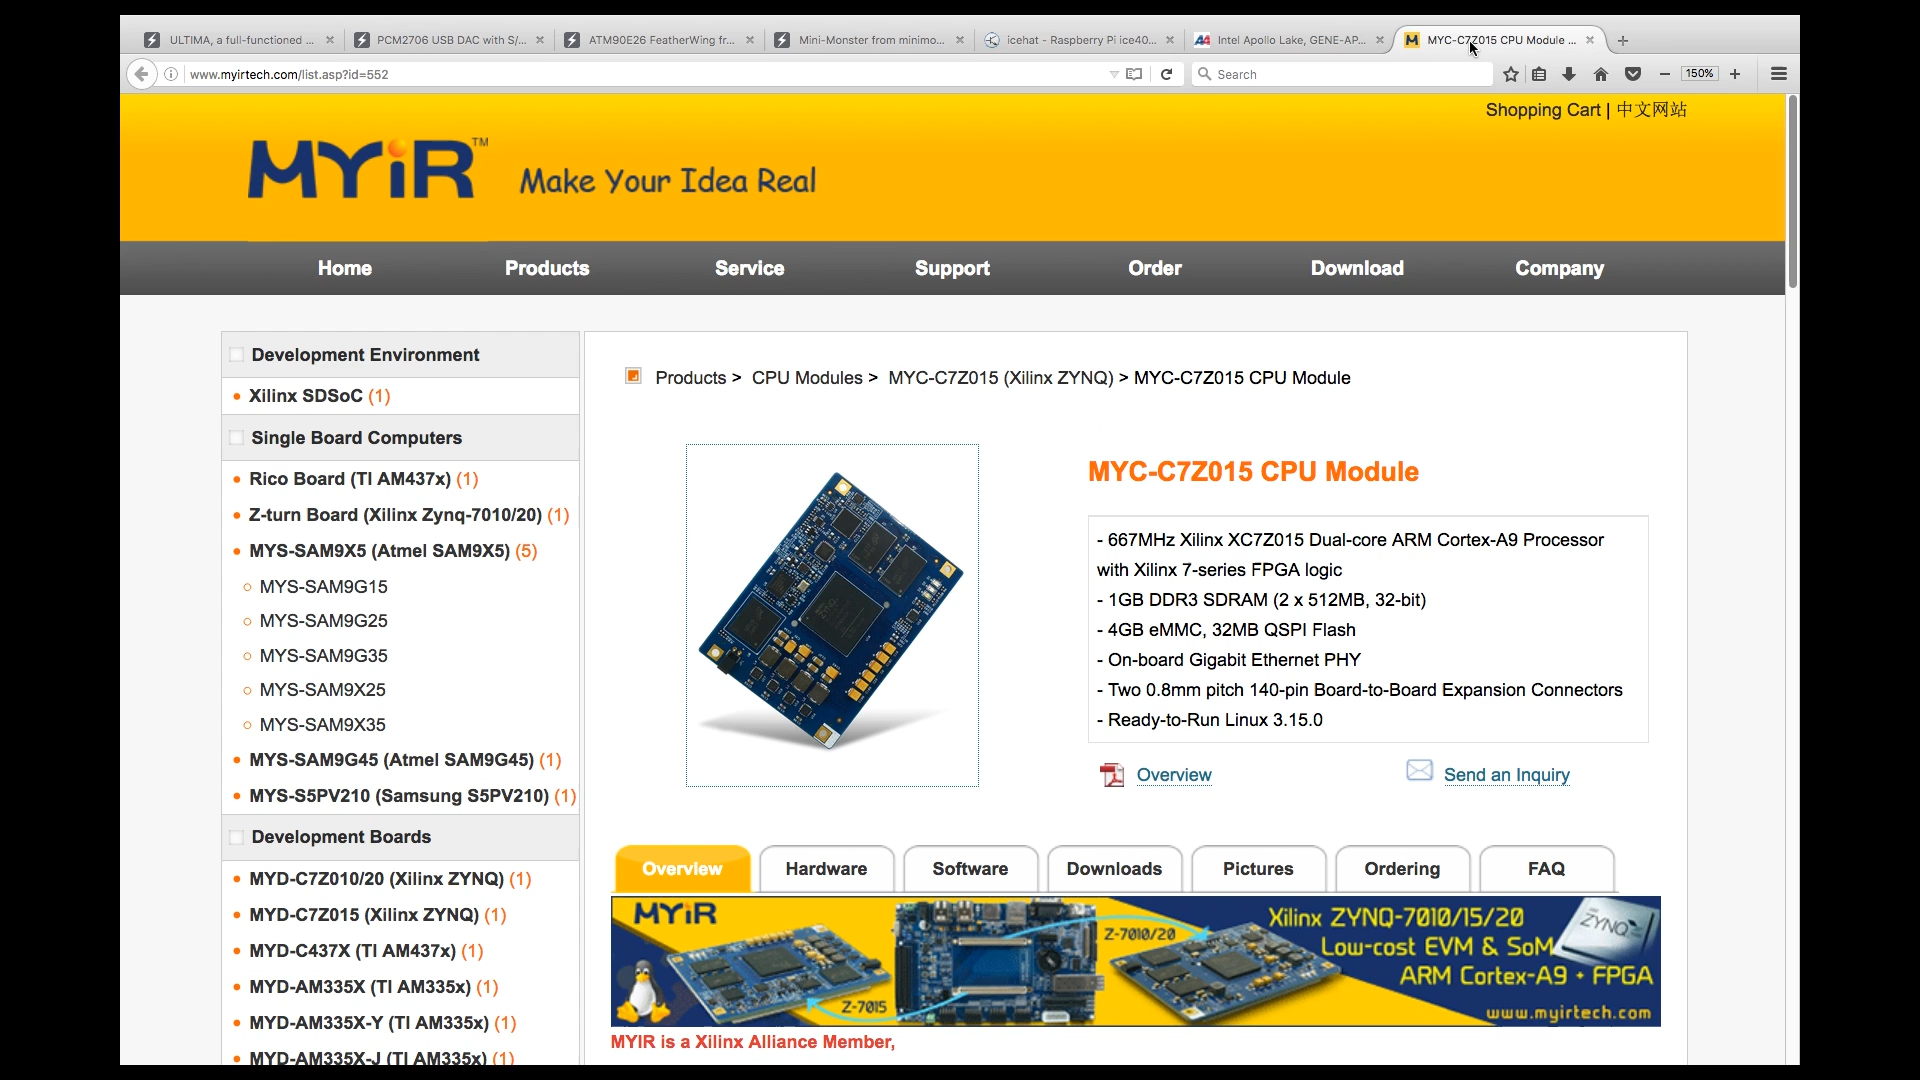 ULTIMA, a full-functioned ...
PCM2706 USB DAC with S/...
ATM90E26 FeatherWing fr...
Mini-Monster from minimo...
icehat - Raspberry Pi ice40...
Intel Apollo Lake, GENE-AP...
MYC-C7Z015 CPU Module ...
www.myirtech.com/list.asp?id=552
Search
150%
Shopping Cart | 中文网站
MYiR™
Make Your Idea Real
Home
Products
Service
Support
Order
Download
Company
Development Environment
Xilinx SDSoC (1)
Single Board Computers
Rico Board (TI AM437x) (1)
Z-turn Board (Xilinx Zynq-7010/20) (1)
MYS-SAM9X5 (Atmel SAM9X5) (5)
MYS-SAM9G15
MYS-SAM9G25
MYS-SAM9G35
MYS-SAM9X25
MYS-SAM9X35
MYS-SAM9G45 (Atmel SAM9G45) (1)
MYS-S5PV210 (Samsung S5PV210) (1)
Development Boards
MYD-C7Z010/20 (Xilinx ZYNQ) (1)
MYD-C7Z015 (Xilinx ZYNQ) (1)
MYD-C437X (TI AM437x) (1)
MYD-AM335X (TI AM335x) (1)
MYD-AM335X-Y (TI AM335x) (1)
MYD-AM335X-J (TI AM335x) (1)
Products > CPU Modules > MYC-C7Z015 (Xilinx ZYNQ) > MYC-C7Z015 CPU Module
MYC-C7Z015 CPU Module
- 667MHz Xilinx XC7Z015 Dual-core ARM Cortex-A9 Processor
with Xilinx 7-series FPGA logic
- 1GB DDR3 SDRAM (2 x 512MB, 32-bit)
- 4GB eMMC, 32MB QSPI Flash
- On-board Gigabit Ethernet PHY
- Two 0.8mm pitch 140-pin Board-to-Board Expansion Connectors
- Ready-to-Run Linux 3.15.0
Overview
Send an Inquiry
Overview
Hardware
Software
Downloads
Pictures
Ordering
FAQ
MYiR
Z-7015
Z-7010/20
Xilinx ZYNQ-7010/15/20
Low-cost EVM & SoM
ARM Cortex-A9 + FPGA
www.myirtech.com
ZYNQ
MYIR is a Xilinx Alliance Member,